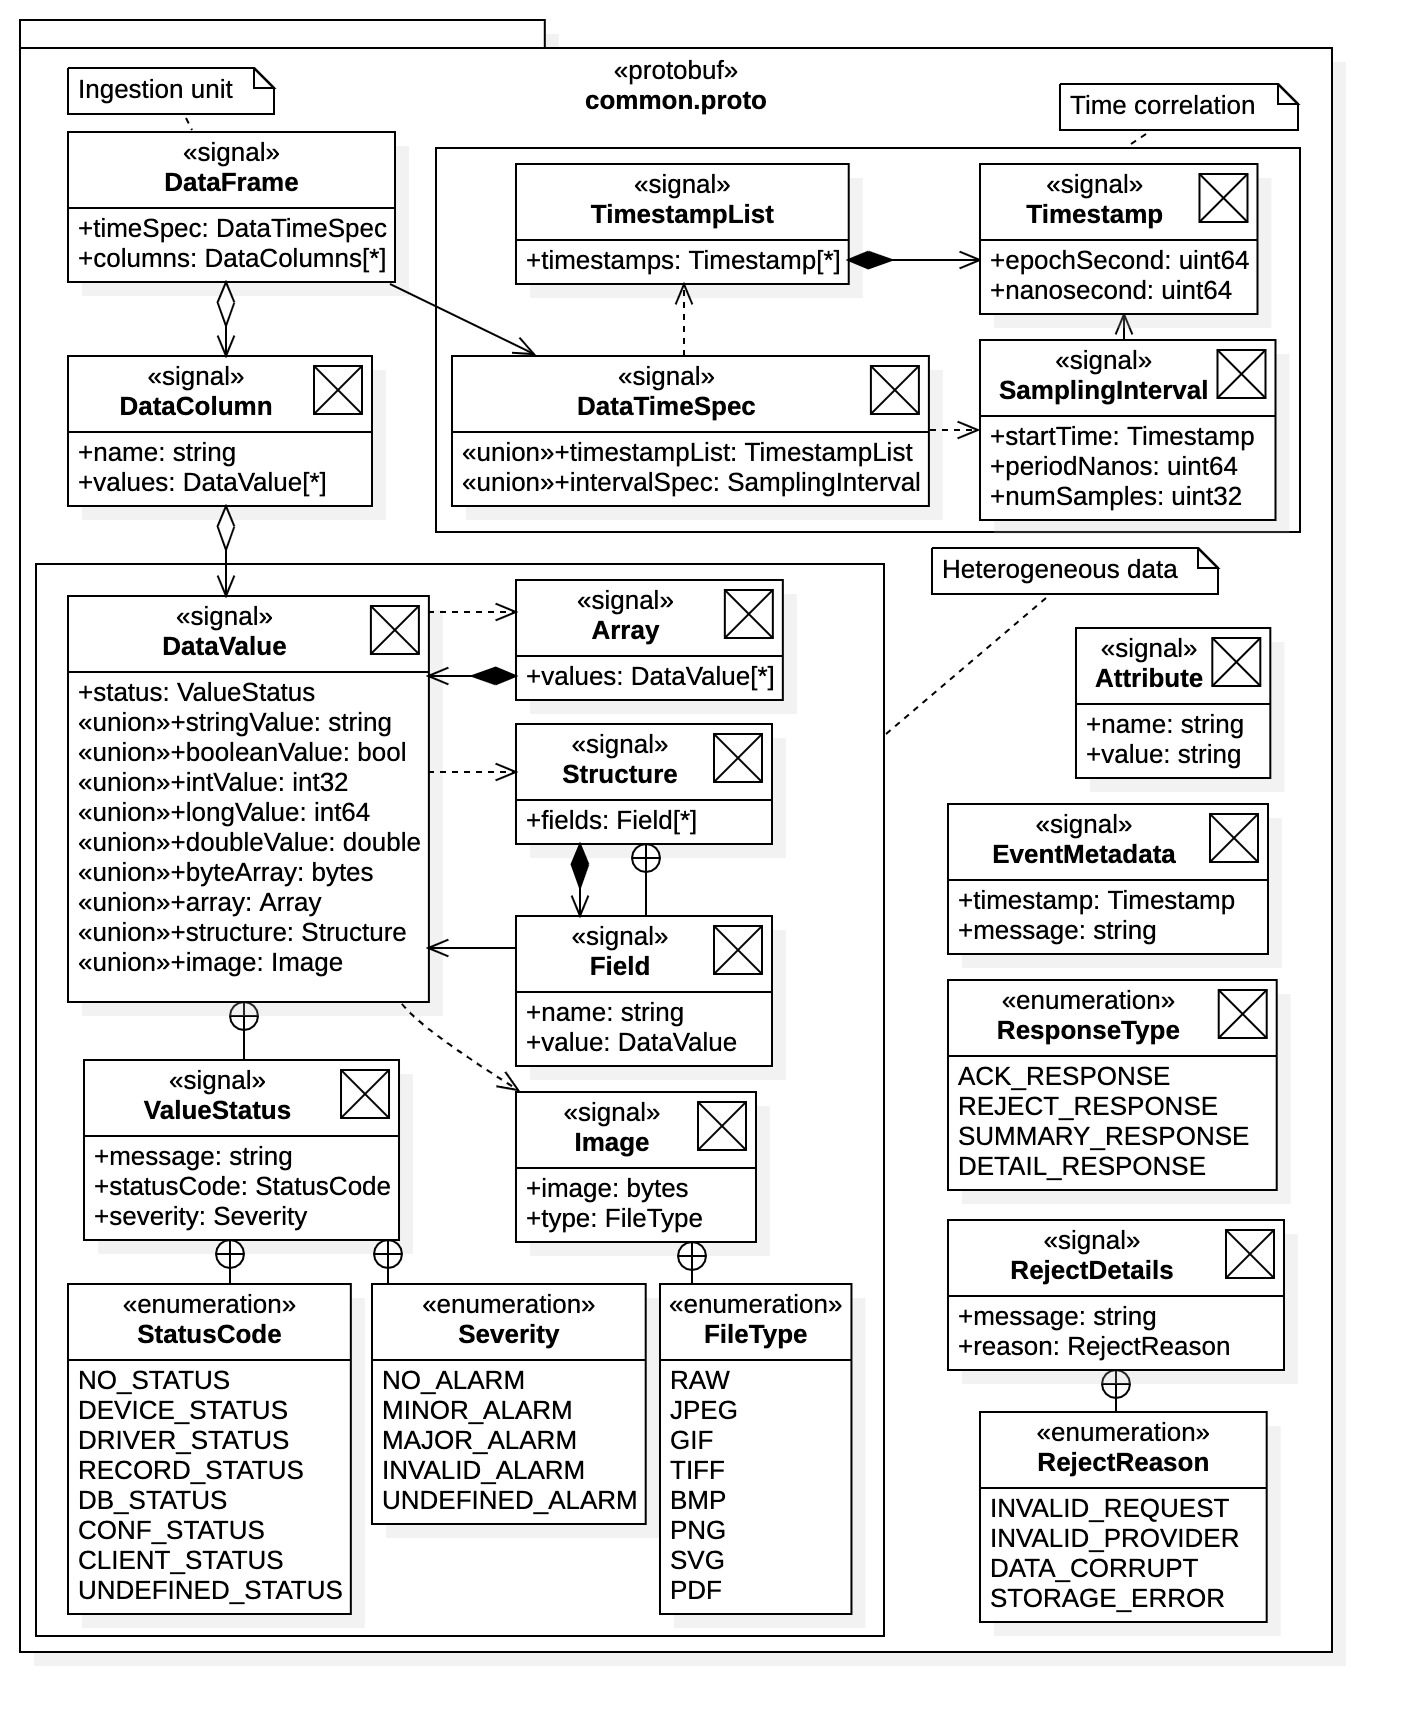 «protobuf»
common.proto
Ingestion unit
«signal»
DataFrame
+timeSpec: DataTimeSpec
+columns: DataColumns[*]
Time correlation
«signal»
TimestampList
+timestamps: Timestamp[*]
«signal»
Timestamp
+epochSecond: uint64
+nanosecond: uint64
«signal»
DataColumn
+name: string
+values: DataValue[*]
«signal»
DataTimeSpec
«union»+timestampList: TimestampList
«union»+intervalSpec: SamplingInterval
«signal»
SamplingInterval
+startTime: Timestamp
+periodNanos: uint64
+numSamples: uint32
Heterogeneous data
«signal»
DataValue
+status: ValueStatus
«union»+stringValue: string
«union»+booleanValue: bool
«union»+intValue: int32
«union»+longValue: int64
«union»+doubleValue: double
«union»+byteArray: bytes
«union»+array: Array
«union»+structure: Structure
«union»+image: Image
«signal»
Array
+values: DataValue[*]
«signal»
Structure
+fields: Field[*]
«signal»
Field
+name: string
+value: DataValue
«signal»
ValueStatus
+message: string
+statusCode: StatusCode
+severity: Severity
«signal»
Image
+image: bytes
+type: FileType
«enumeration»
StatusCode
NO_STATUS
DEVICE_STATUS
DRIVER_STATUS
RECORD_STATUS
DB_STATUS
CONF_STATUS
CLIENT_STATUS
UNDEFINED_STATUS
«enumeration»
Severity
NO_ALARM
MINOR_ALARM
MAJOR_ALARM
INVALID_ALARM
UNDEFINED_ALARM
«enumeration»
FileType
RAW
JPEG
GIF
TIFF
BMP
PNG
SVG
PDF
«signal»
Attribute
+name: string
+value: string
«signal»
EventMetadata
+timestamp: Timestamp
+message: string
«enumeration»
ResponseType
ACK_RESPONSE
REJECT_RESPONSE
SUMMARY_RESPONSE
DETAIL_RESPONSE
«signal»
RejectDetails
+message: string
+reason: RejectReason
«enumeration»
RejectReason
INVALID_REQUEST
INVALID_PROVIDER
DATA_CORRUPT
STORAGE_ERROR